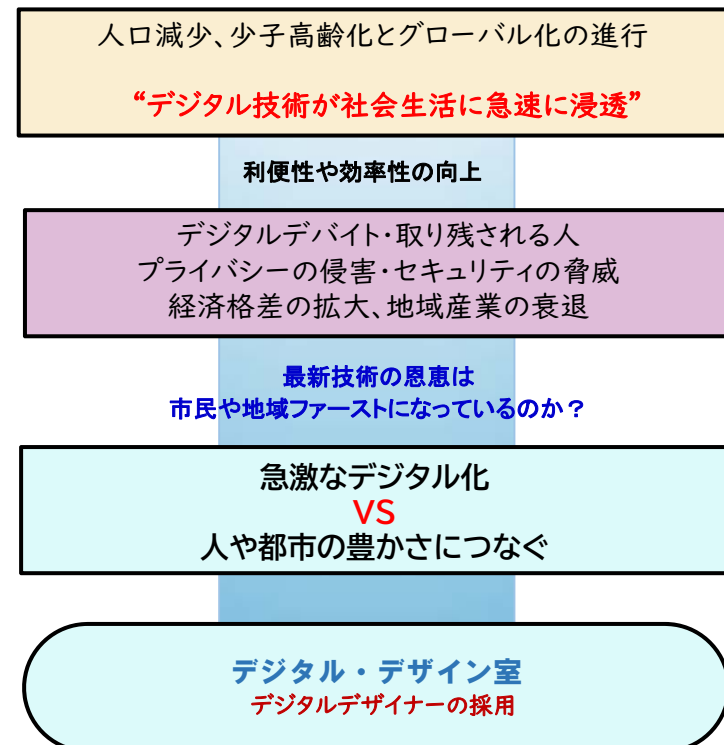 人口減少、少子高齢化とグローバル化の進行
“デジタル技術が社会生活に急速に浸透”
利便性や効率性の向上
デジタルデバイト・取り残される人
プライバシーの侵害・セキュリティの脅威
経済格差の拡大、地域産業の衰退
最新技術の恩恵は
市民や地域ファーストになっているのか？
急激なデジタル化
VS
人や都市の豊かさにつなぐ
デジタル・デザイン室
デジタルデザイナーの採用